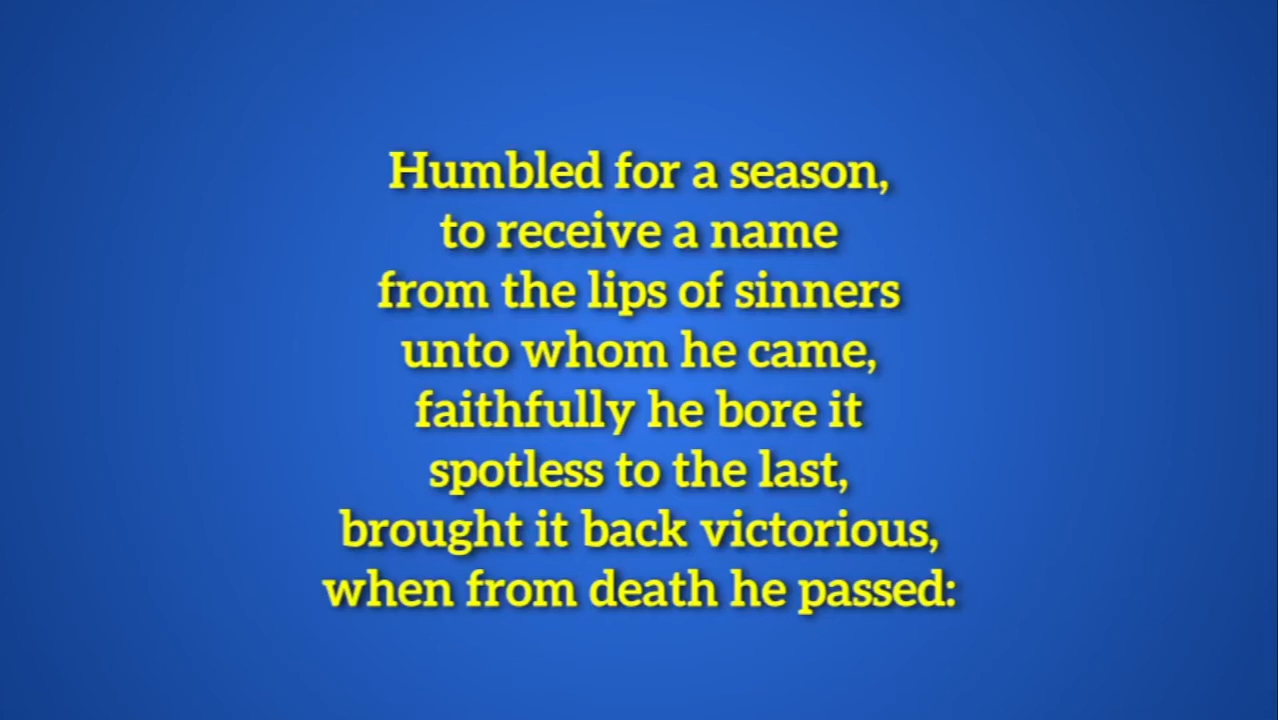 Humbled for a season,
to receive a name
from the lips of sinners
unto whom he came,
faithfully he bore it
spotless to the last,
brought it back victorious,
when from death he passed: